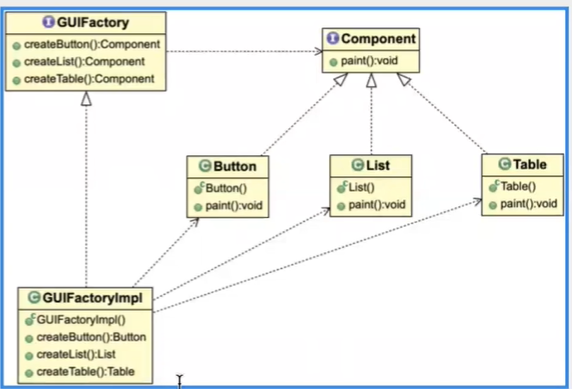 I GUIFactory
createButton():Component
createList():Component
createTable():Component
I Component
paint():void
C Button
C Button()
paint():void
C List
C List()
paint():void
C Table
C Table()
paint():void
C GUIFactoryImpl
C GUIFactoryImpl()
createButton():Button
createList():List
createTable():Table